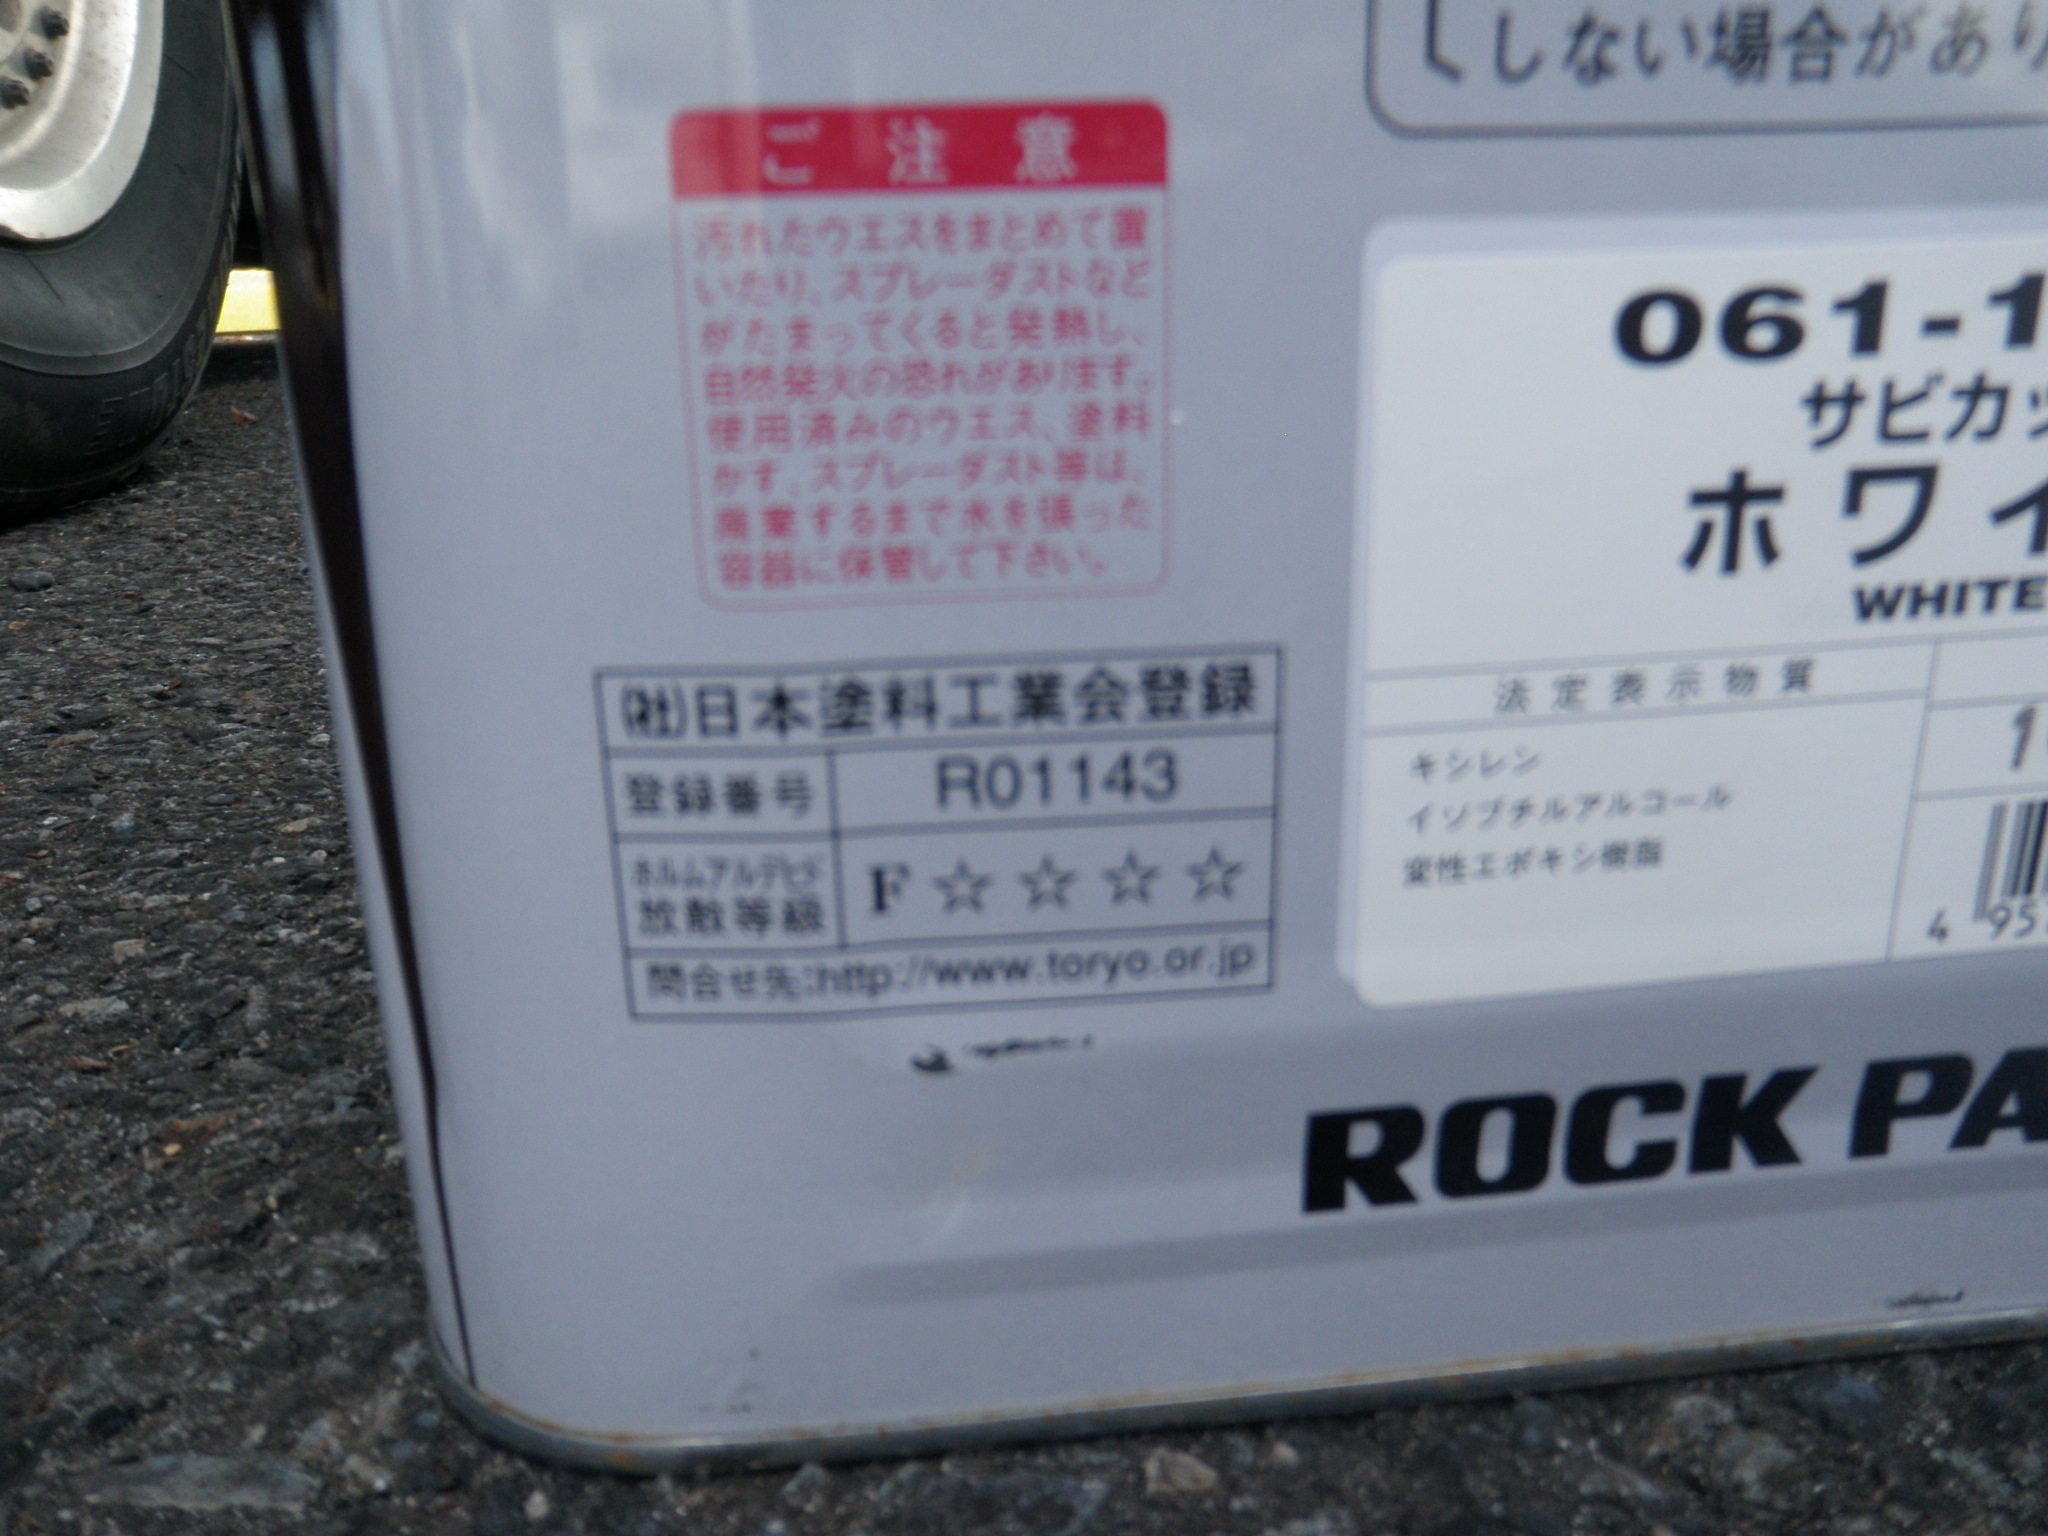 しない場合があり
ご注意
汚れたウエスをまとめて置
いたり、スプレーダストなど
がたまってくると発熱し、
自然発火の恐れがあります。
使用済みのウエス、塗料
かす、スプレーダスト等は、
廃棄するまで水を張った
容器に保管して下さい。
㈳日本塗料工業会登録
登録番号 R01143
ホルムアルデヒド
放散等級 F☆☆☆☆
問合せ先:http://www.toryo.or.jp
061-1
サビカッ
ホワイ
WHITE
法定表示物質
キシレン
イソブチルアルコール
変性エポキシ樹脂
4 957
ROCK PA